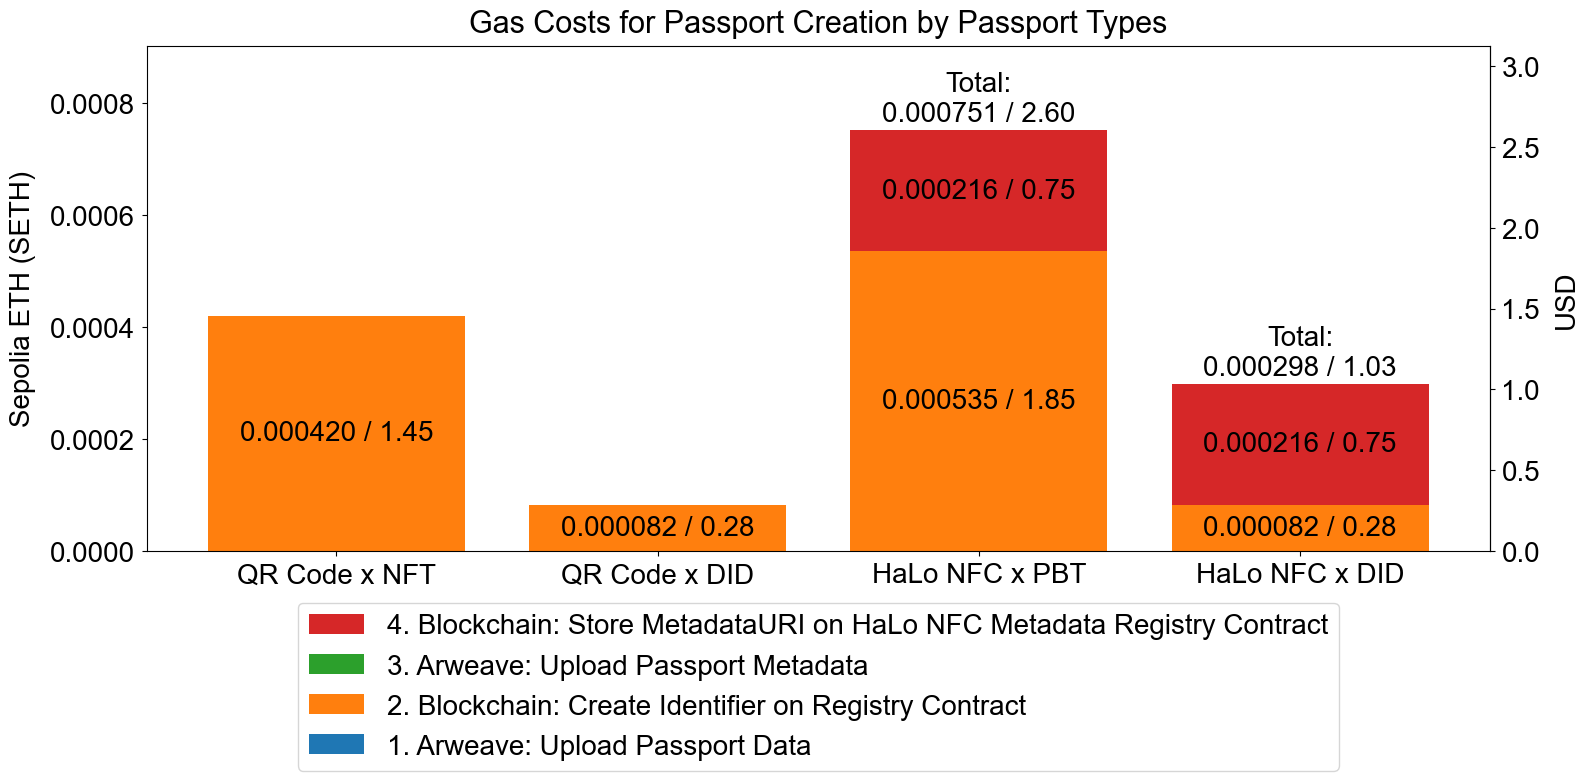 Gas Costs for Passport Creation by Passport Types
Sepolia ETH (SETH)
0.0008
0.0006
0.0004
0.0002
0.0000
Total:
0.000751 / 2.60
0.000216 / 0.75
0.000535 / 1.85
0.000420 / 1.45
0.000082 / 0.28
Total:
0.000298 / 1.03
0.000216 / 0.75
0.000082 / 0.28
3.0
2.5
2.0
1.5
1.0
0.5
0.0
USD
QR Code x NFT
QR Code x DID
HaLo NFC x PBT
HaLo NFC x DID
4. Blockchain: Store MetadataURI on HaLo NFC Metadata Registry Contract
3. Arweave: Upload Passport Metadata
2. Blockchain: Create Identifier on Registry Contract
1. Arweave: Upload Passport Data